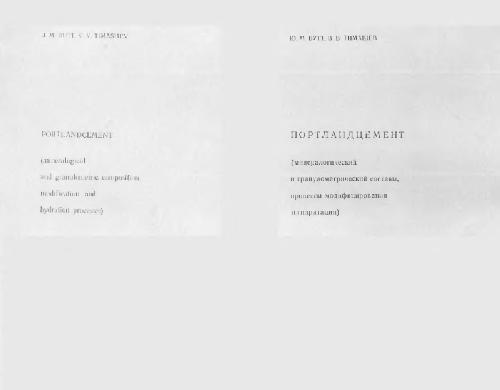 J. M. BUTT, V. V. TIMASHEV
PORTLANDCEMENT
(mineralogical
and granulometric composition
modification and
hydration processes)
Ю. М. БУТТ, В. В. ТИМАШЕВ
ПОРТЛАНДЦЕМЕНТ
(минералогический
и гранулометрический составы,
процессы модифицирования
и гидратации)